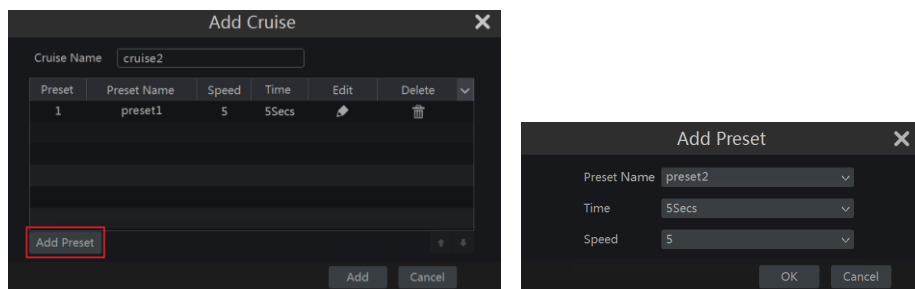 Add Cruise
Cruise Name cruise2
Preset Preset Name Speed Time Edit Delete
1 preset1 5 5Secs
Add Preset
Add Cancel
Add Preset
Preset Name preset2
Time 5Secs
Speed 5
OK Cancel